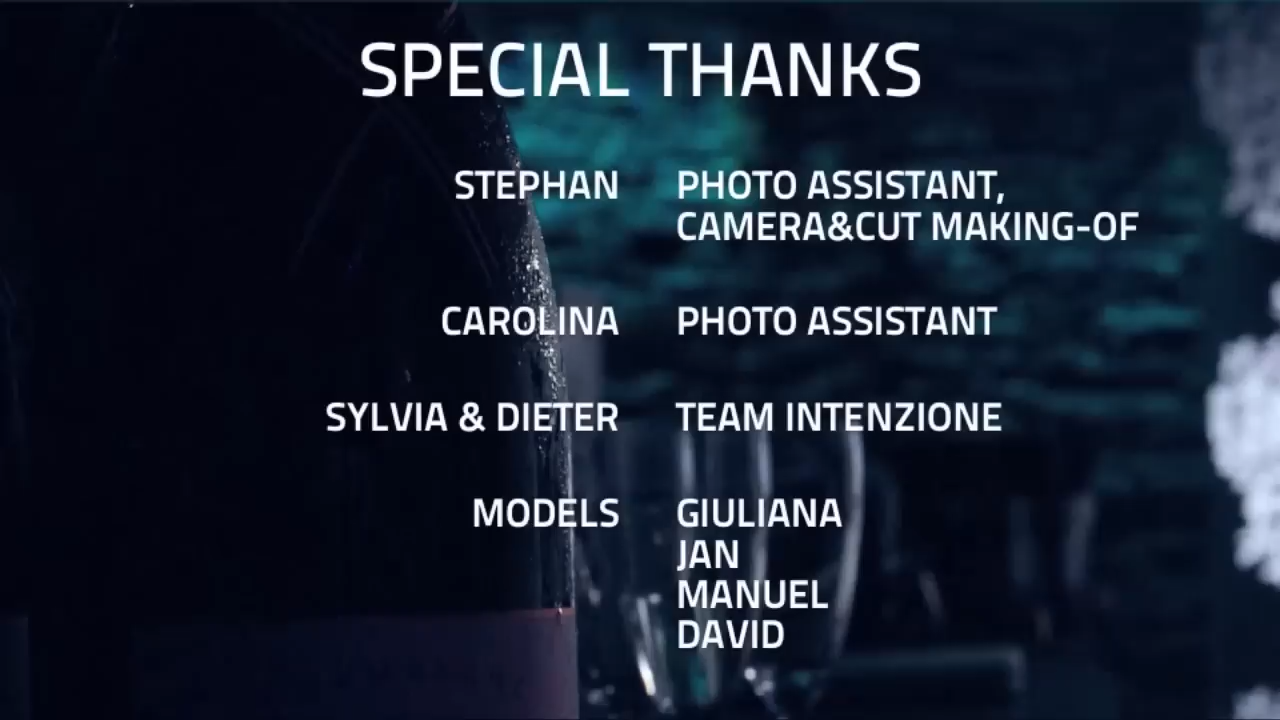 SPECIAL THANKS
STEPHAN PHOTO ASSISTANT,
CAMERA&CUT MAKING-OF
CAROLINA PHOTO ASSISTANT
SYLVIA & DIETER TEAM INTENZIONE
MODELS GIULIANA
JAN
MANUEL
DAVID